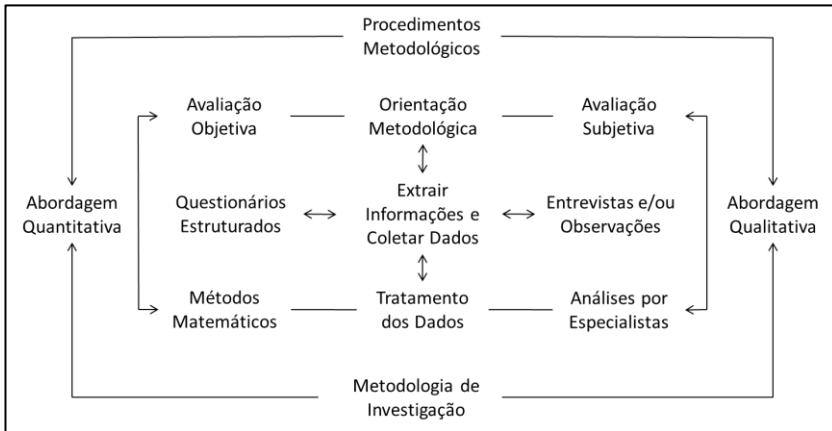 Procedimentos
Metodológicos
Avaliação
Objetiva
Orientação
Metodológica
Avaliação
Subjetiva
Abordagem
Quantitativa
Questionários
Estruturados
Extrair
Informações e
Coletar Dados
Entrevistas e/ou
Observações
Abordagem
Qualitativa
Métodos
Matemáticos
Tratamento
dos Dados
Análises por
Especialistas
Metodologia de
Investigação